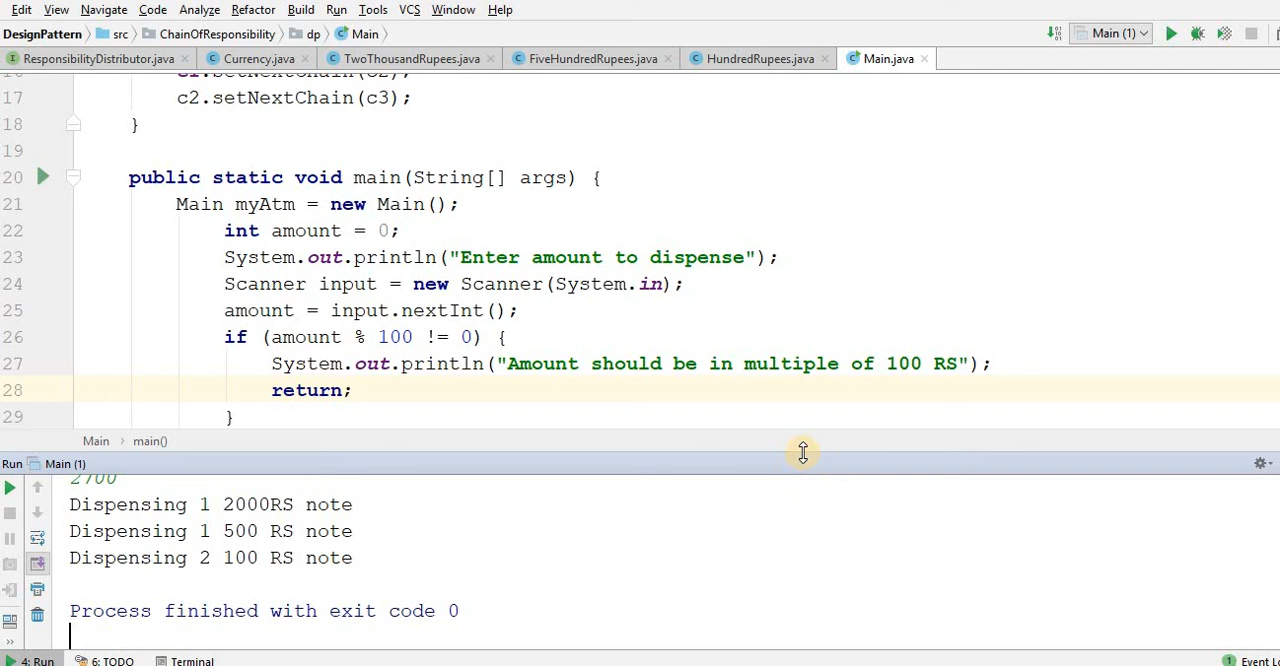 Edit View Navigate Code Analyze Refactor Build Run Tools VCS Window Help
DesignPattern src ChainOfResponsibility dp Main Main (1)
ResponsibilityDistributor.java Currency.java TwoThousandRupees.java FiveHundredRupees.java HundredRupees.java Main.java
17 c2.setNextChain(c3);
18 }
19
20 public static void main(String[] args) {
21 Main myAtm = new Main();
22 int amount = 0;
23 System.out.println("Enter amount to dispense");
24 Scanner input = new Scanner(System.in);
25 amount = input.nextInt();
26 if (amount % 100 != 0) {
27 System.out.println("Amount should be in multiple of 100 RS");
28 return;
29 }
Main main()
Run Main (1)
2700
Dispensing 1 2000RS note
Dispensing 1 500 RS note
Dispensing 2 100 RS note
Process finished with exit code 0
4: Run 6: TODO Terminal 1 Event Lo